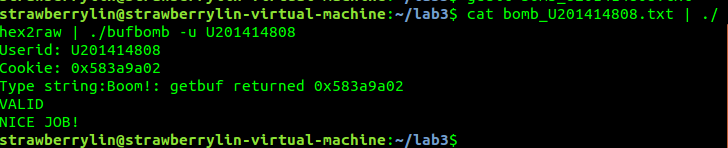 strawberrylin@strawberrylin-virtual-machine:~/lab3$ cat bomb_U201414808.txt | ./
hex2raw | ./bufbomb -u U201414808
Userid: U201414808
Cookie: 0x583a9a02
Type string:Boom!: getbuf returned 0x583a9a02
VALID
NICE JOB!
strawberrylin@strawberrylin-virtual-machine:~/lab3$